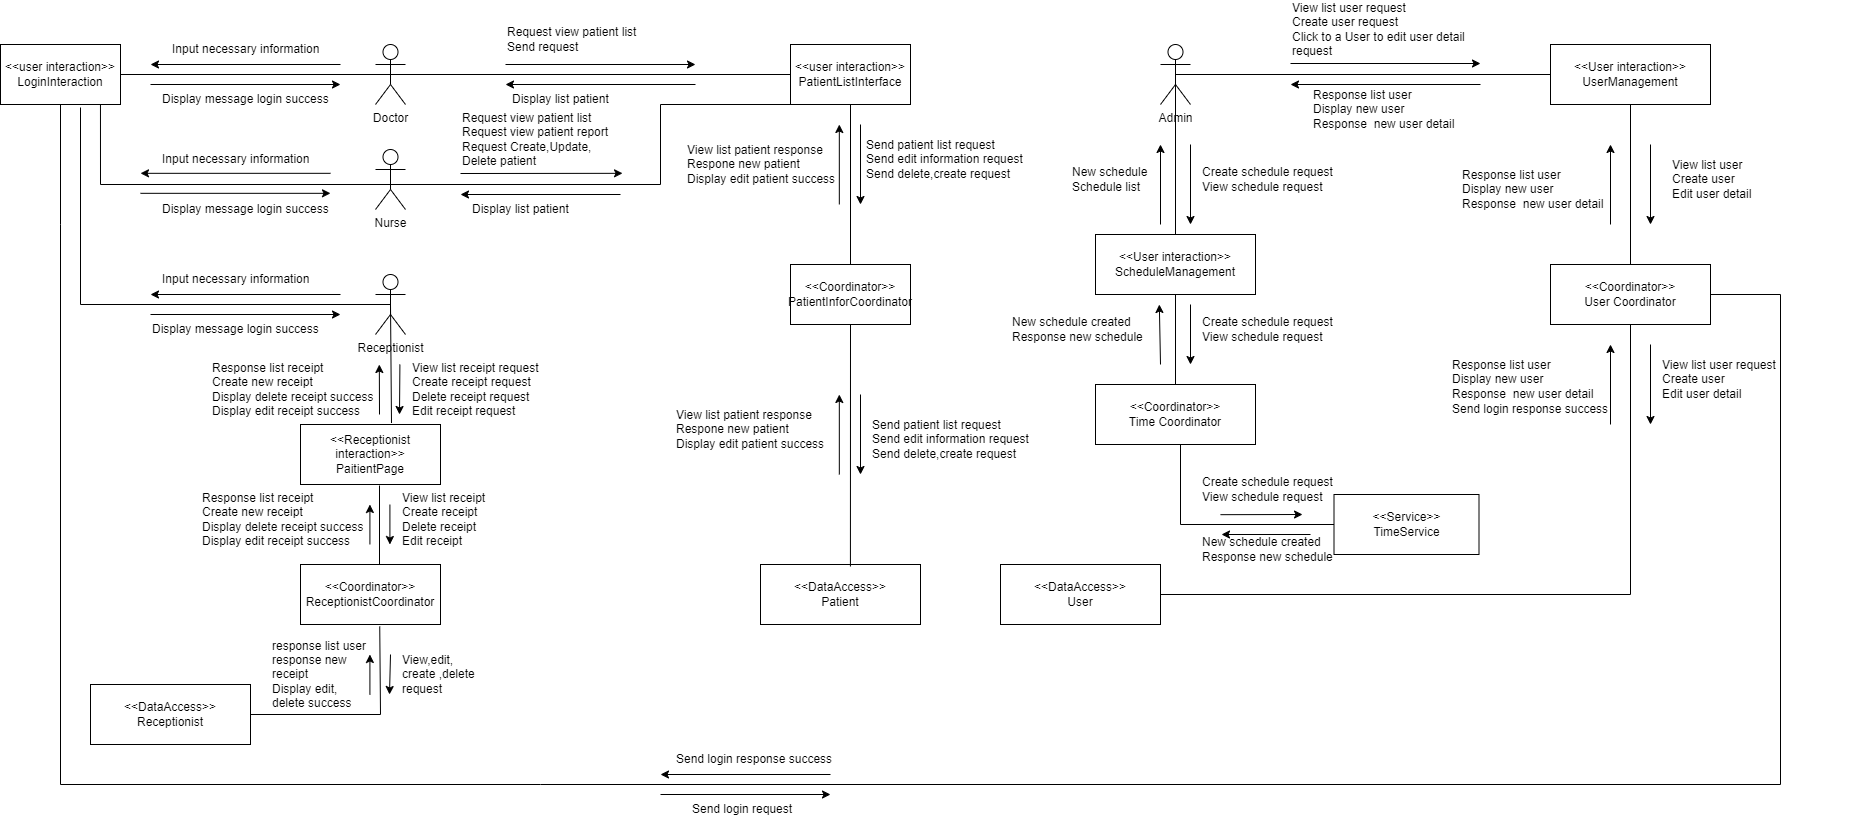 <<user interaction>>
LoginInteraction
Input necessary information
Display message login success
Doctor
Request view patient list
Send request
Display list patient
<<user interaction>>
PatientListInterface
Input necessary information
Display message login success
Nurse
Request view patient list
Request view patient report
Request Create,Update,
Delete patient
Display list patient
View list patient response
Respone new patient
Display edit patient success
Send patient list request
Send edit information request
Send delete,create request
<<Coordinator>>
PatientInforCoordinator
View list patient response
Respone new patient
Display edit patient success
Send patient list request
Send edit information request
Send delete,create request
<<DataAccess>>
Patient
Input necessary information
Display message login success
Receptionist
Response list receipt
Create new receipt
Display delete receipt success
Display edit receipt success
View list receipt request
Create receipt request
Delete receipt request
Edit receipt request
<<Receptionist
interaction>>
PaitientPage
Response list receipt
Create new receipt
Display delete receipt success
Display edit receipt success
View list receipt
Create receipt
Delete receipt
Edit receipt
<<Coordinator>>
ReceptionistCoordinator
response list user
response new
receipt
Display edit,
delete success
View,edit,
create ,delete
request
<<DataAccess>>
Receptionist
Admin
View list user request
Create user request
Click to a User to edit user detail
request
Response list user
Display new user
Response  new user detail
<<User interaction>>
UserManagement
New schedule
Schedule list
Create schedule request
View schedule request
<<User interaction>>
ScheduleManagement
New schedule created
Response new schedule
Create schedule request
View schedule request
<<Coordinator>>
Time Coordinator
Create schedule request
View schedule request
New schedule created
Response new schedule
<<Service>>
TimeService
Response list user
Display new user
Response  new user detail
View list user
Create user
Edit user detail
<<Coordinator>>
User Coordinator
Response list user
Display new user
Response  new user detail
Send login response success
View list user request
Create user
Edit user detail
<<DataAccess>>
User
Send login response success
Send login request